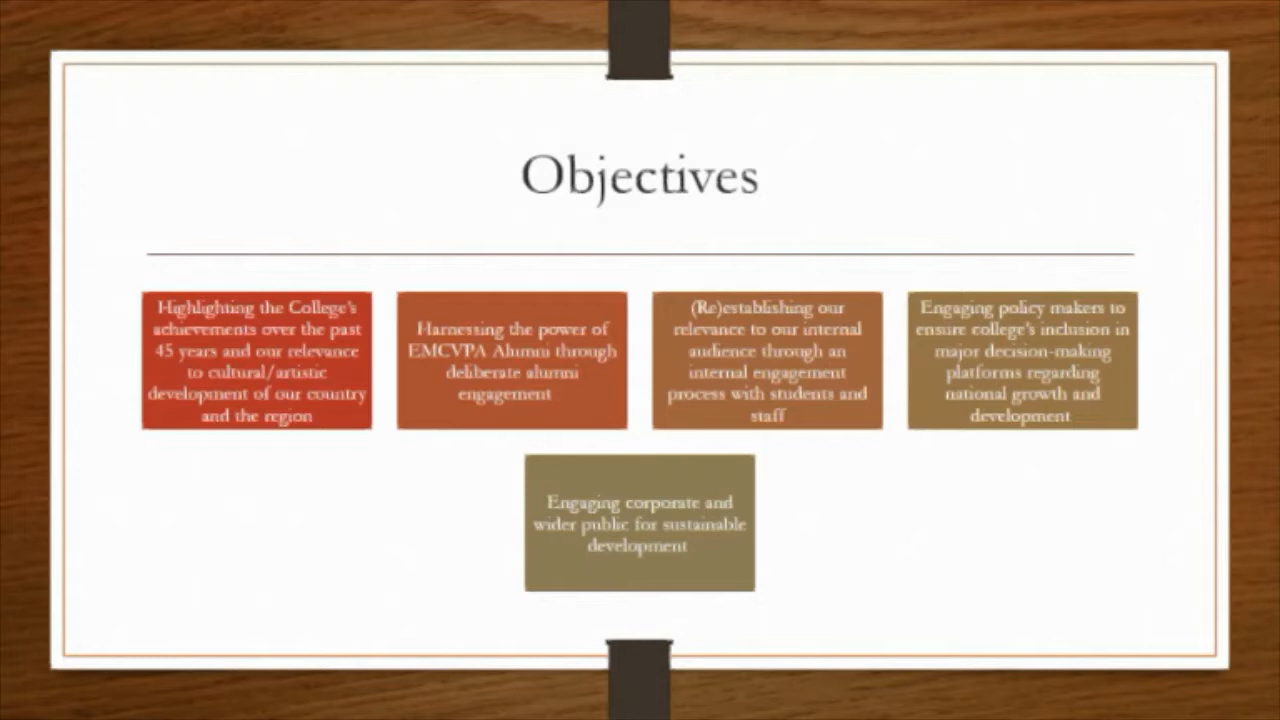 Objectives
Highlighting the College's
achievements over the past
45 years and our relevance
to cultural/artistic
development of our country
and the region
Harnessing the power of
EMCVPA Alumni through
deliberate alumni
engagement
(Re)establishing our
relevance to our internal
audience through an
internal engagement
process with students and
staff
Engaging policy makers to
ensure college's inclusion in
major decision-making
platforms regarding
national growth and
development
Engaging corporate and
wider public for sustainable
development